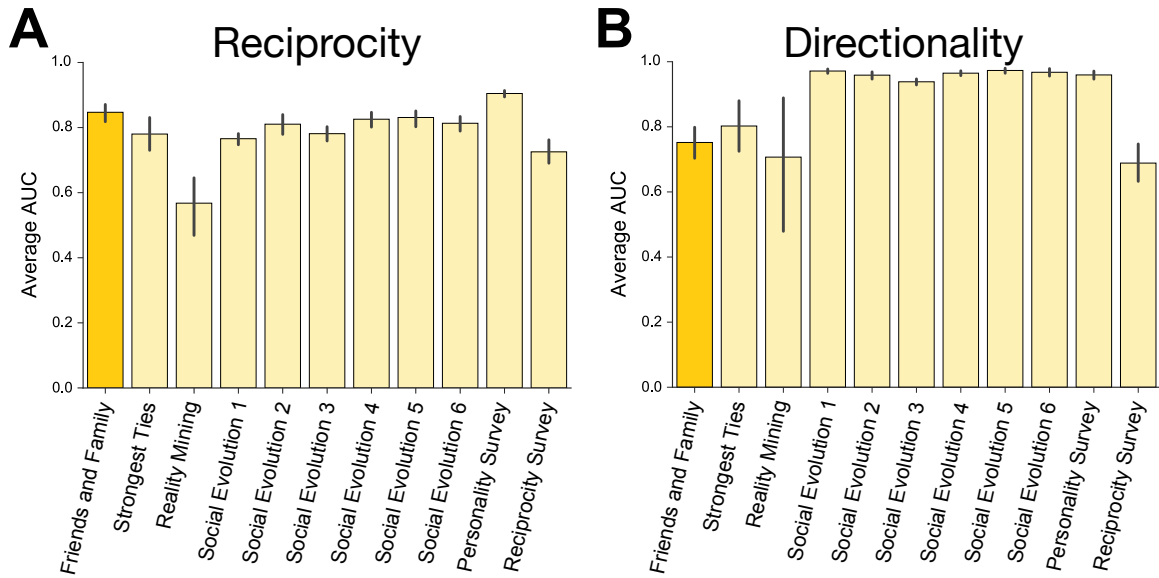 A
Reciprocity
Average AUC
1.0
0.8
0.6
0.4
0.2
0.0
Friends and Family
Strongest Ties
Reality Mining
Social Evolution 1
Social Evolution 2
Social Evolution 3
Social Evolution 4
Social Evolution 5
Social Evolution 6
Personality Survey
Reciprocity Survey
B
Directionality
Average AUC
1.0
0.8
0.6
0.4
0.2
0.0
Friends and Family
Strongest Ties
Reality Mining
Social Evolution 1
Social Evolution 2
Social Evolution 3
Social Evolution 4
Social Evolution 5
Social Evolution 6
Personality Survey
Reciprocity Survey